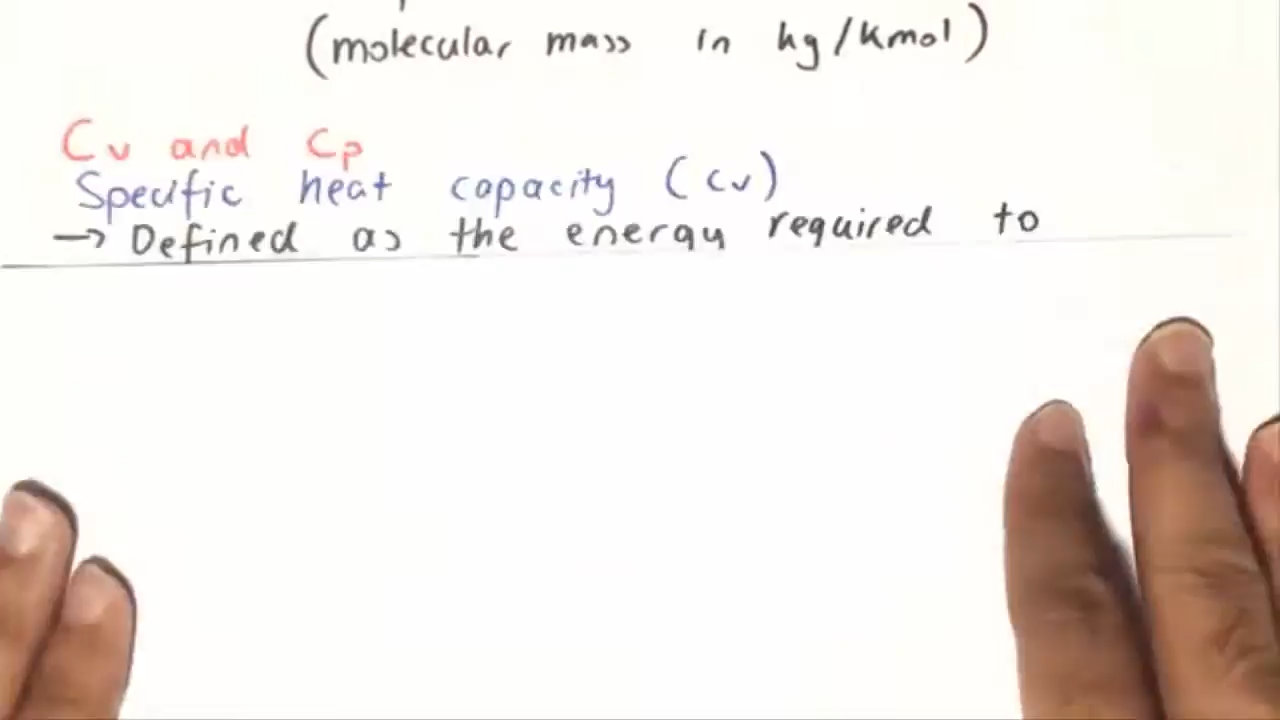 (molecular mass in kg/kmol)
Cv and Cp
Specific heat capacity (cv)
→ Defined as the energy required to